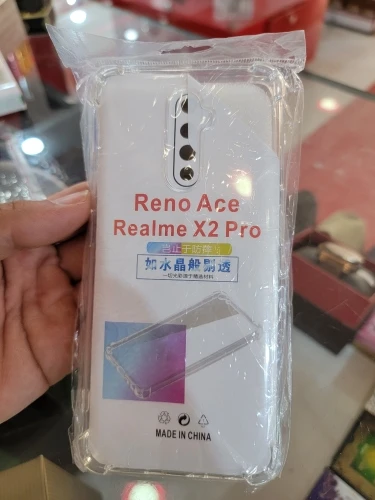 Reno Ace
Realme X2 Pro
如水晶般剔透
MADE IN CHINA